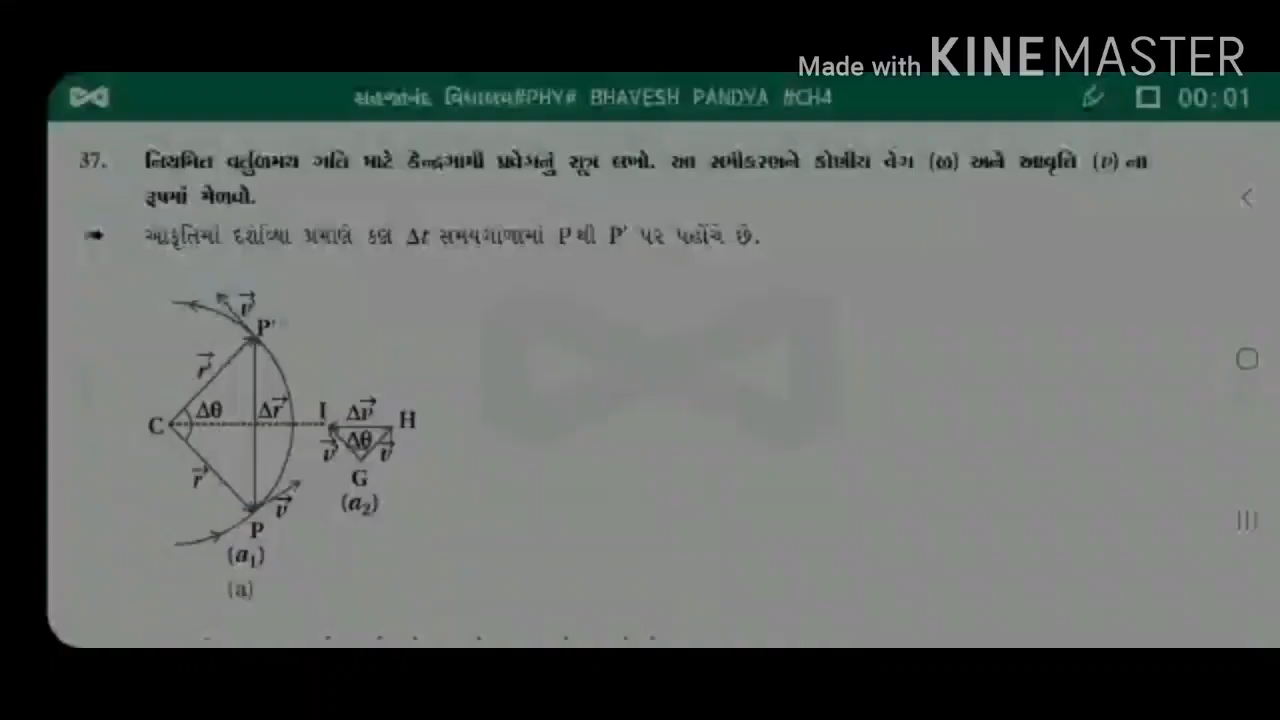 Made with KINEMASTER
સહજાનંદ વિદ્યાલય#PHY# BHAVESH PANDYA #CH4
00:01
37. નિયમિત વર્તુળમય ગતિ માટે કેન્દ્રગામી પ્રવેગનું સૂત્ર લખો. આ સમીકરણને કોણીય વેગ (ω) અને આવૃતિ (ν) ના
રૂપમાં મેળવો.
➡ આકૃતિમાં દર્શાવ્યા પ્રમાણે કણ Δt સમયગાળામાં P થી P' પર પહોંચે છે.
v⃗
P'
r⃗
C Δθ Δr⃗ I Δv⃗ H
v⃗ Δθ v⃗
r⃗ G
v⃗ (a₂)
P
(a₁)
(a)